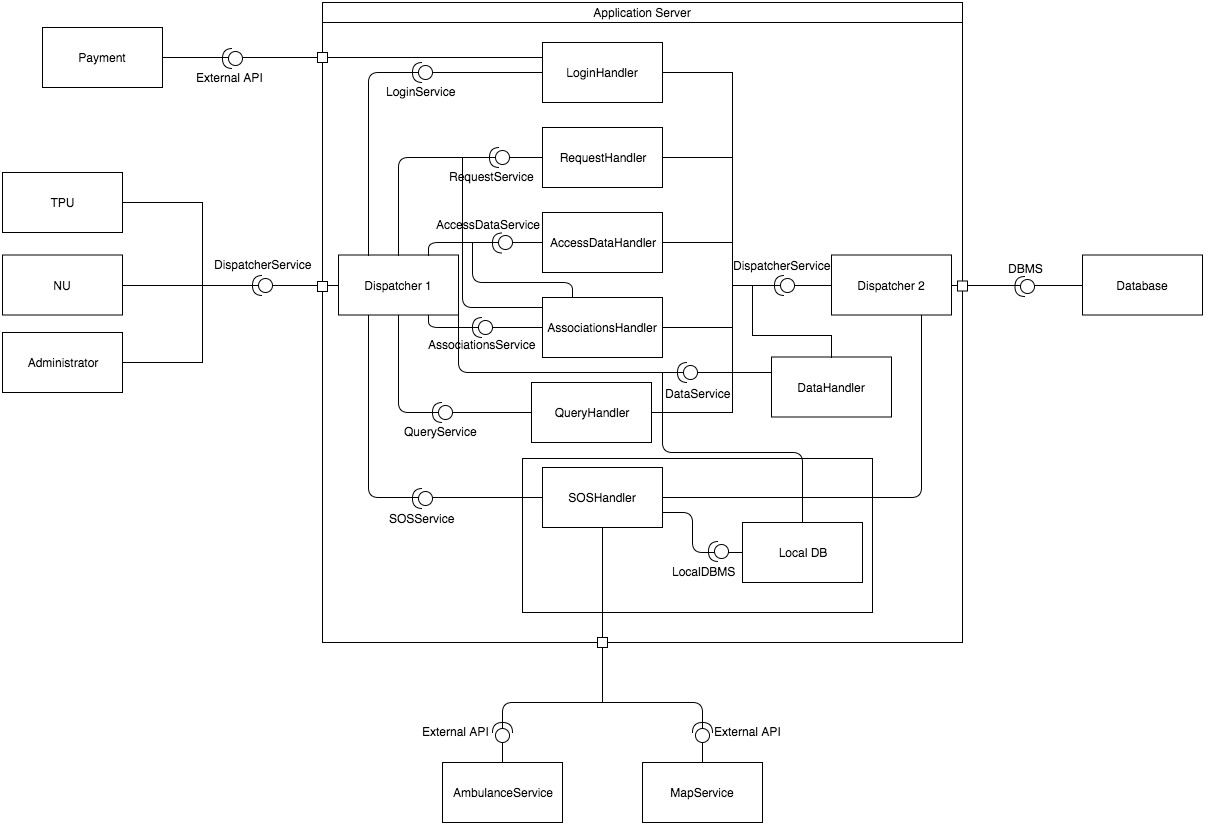 Application Server
Payment
External API
LoginHandler
LoginService
RequestHandler
RequestService
TPU
AccessDataService
AccessDataHandler
DispatcherService
DispatcherService
DBMS
NU
Dispatcher 1
Dispatcher 2
Database
AssociationsHandler
AssociationsService
Administrator
DataService
DataHandler
QueryHandler
QueryService
SOSHandler
SOSService
Local DB
LocalDBMS
External API
External API
AmbulanceService
MapService